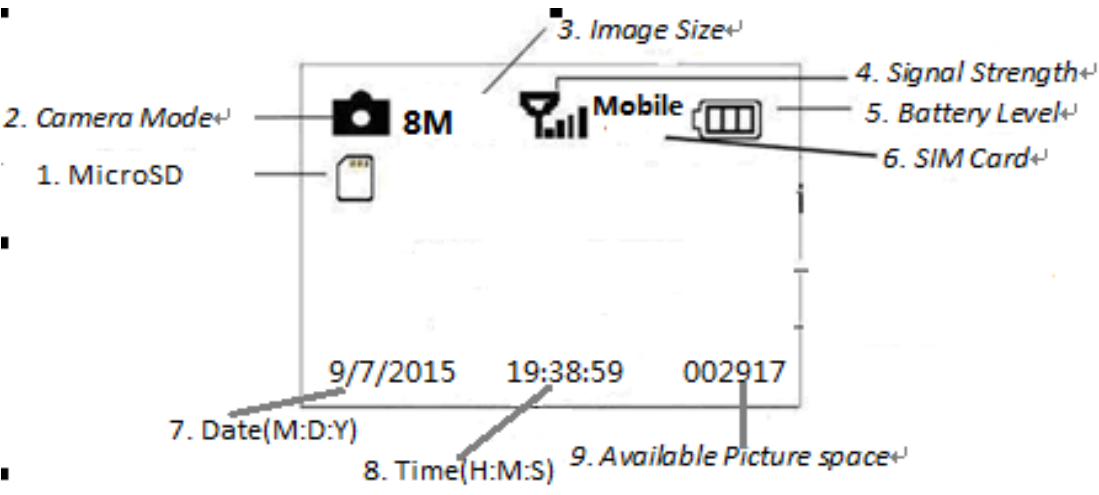 3. Image Size↵
4. Signal Strength↵
2. Camera Mode↵
8M
Mobile
5. Battery Level↵
1. MicroSD
6. SIM Card↵
i
9/7/2015 19:38:59 002917
7. Date(M:D:Y)
8. Time(H:M:S)
9. Available Picture space↵